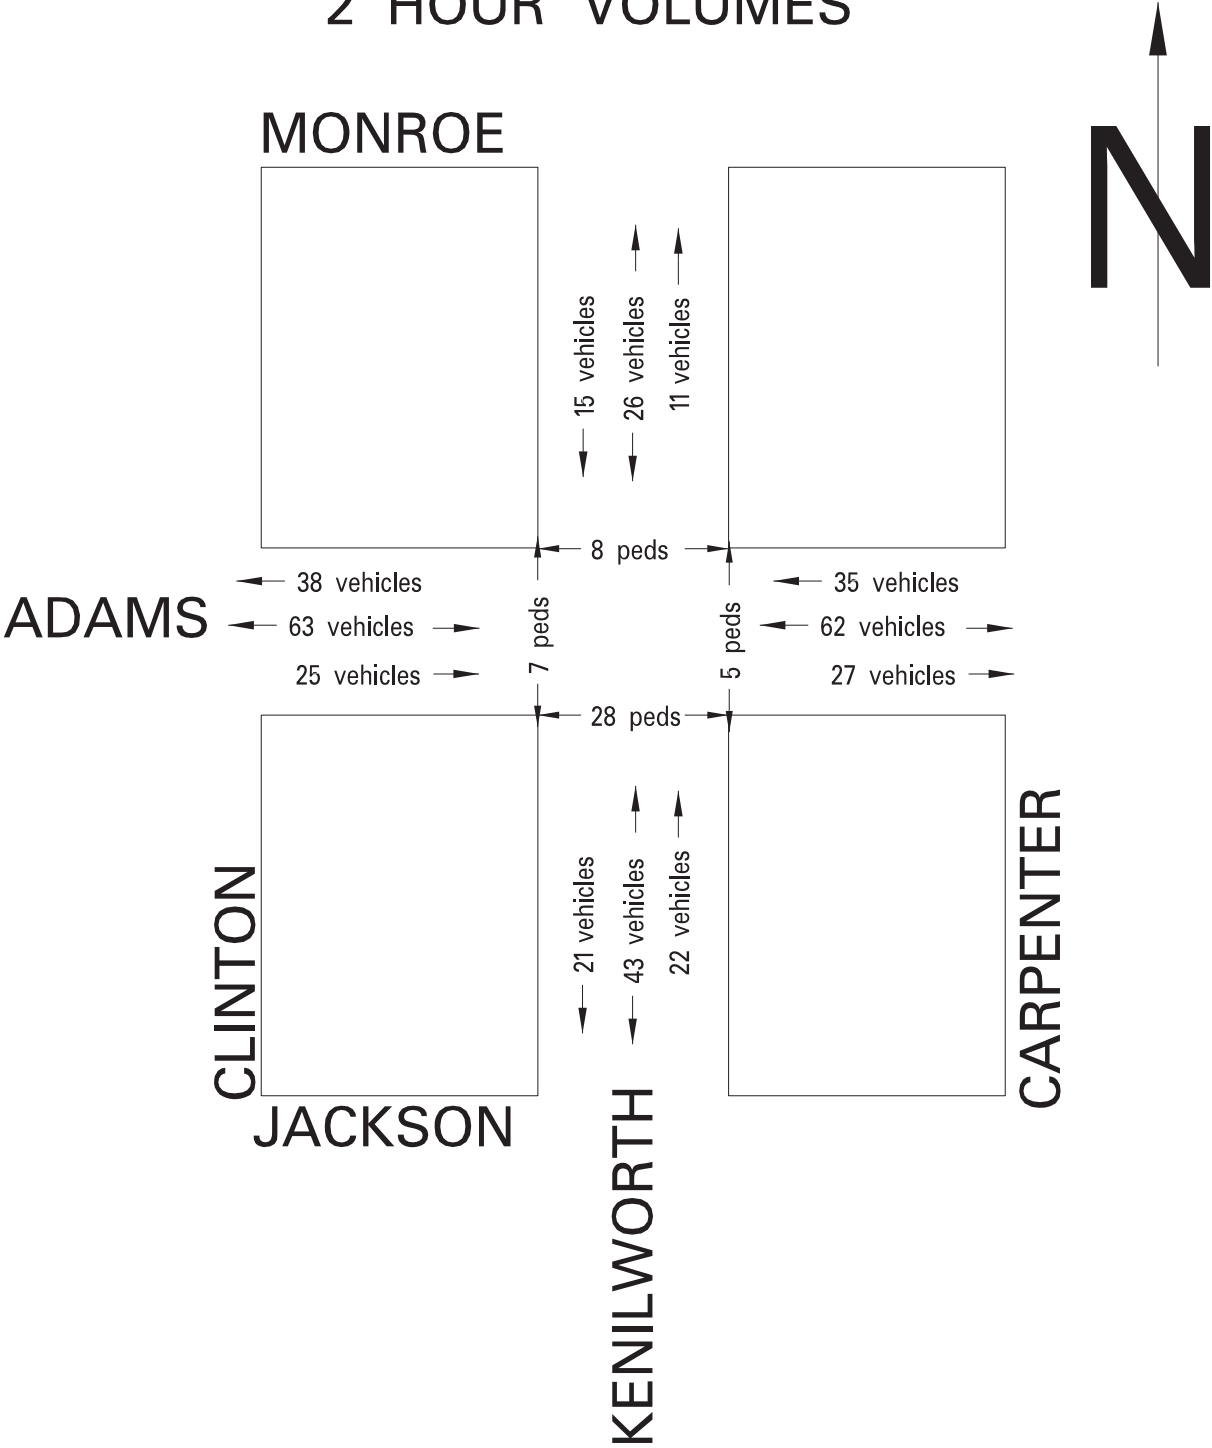 2 HOUR VOLUMES
N
MONROE
15 vehicles
26 vehicles
11 vehicles
8 peds
38 vehicles
35 vehicles
ADAMS
63 vehicles
7 peds
5 peds
62 vehicles
25 vehicles
27 vehicles
28 peds
21 vehicles
43 vehicles
22 vehicles
CLINTON
CARPENTER
JACKSON
KENILWORTH